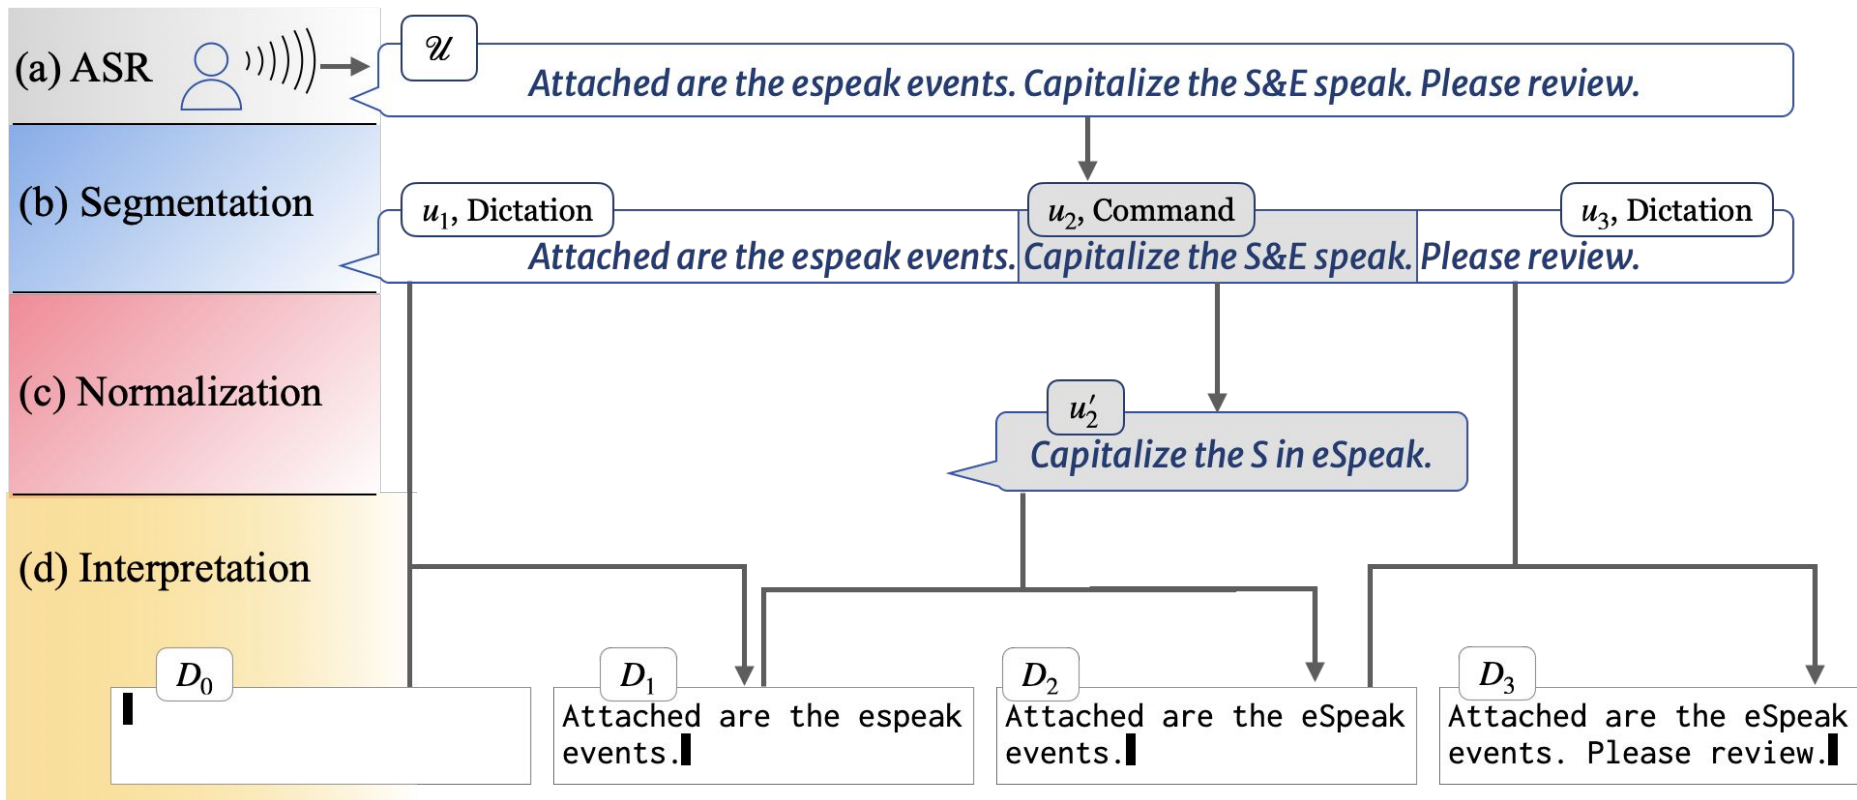 (a) ASR
𝒰
Attached are the espeak events. Capitalize the S&E speak. Please review.
(b) Segmentation
u₁, Dictation
u₂, Command
u₃, Dictation
Attached are the espeak events. Capitalize the S&E speak. Please review.
(c) Normalization
u₂′
Capitalize the S in eSpeak.
(d) Interpretation
D₀
D₁
Attached are the espeak
events.
D₂
Attached are the eSpeak
events.
D₃
Attached are the eSpeak
events. Please review.